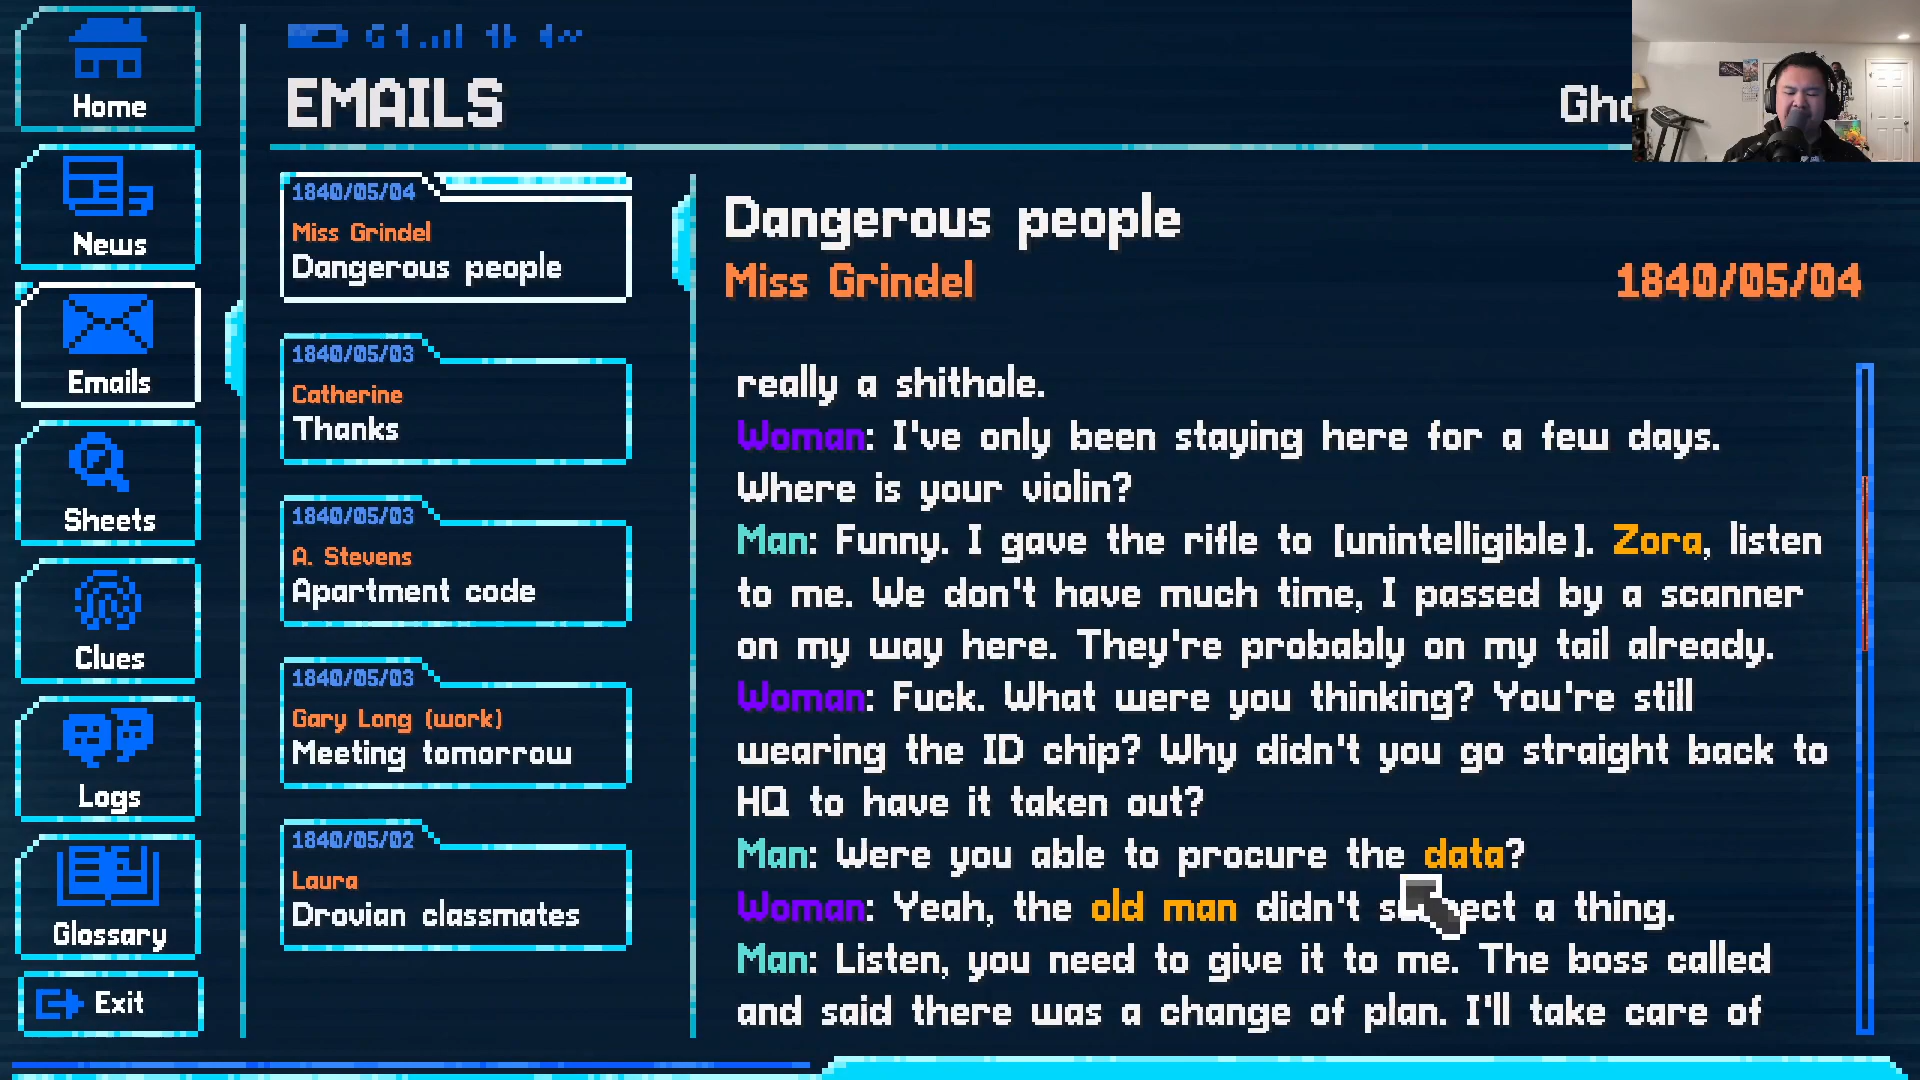 Home
News
Emails
Sheets
Clues
Logs
Glossary
Exit
EMAILS
1840/05/04
Miss Grindel
Dangerous people
1840/05/03
Catherine
Thanks
1840/05/03
A. Stevens
Apartment code
1840/05/03
Gary Long (work)
Meeting tomorrow
1840/05/02
Laura
Drovian classmates
Dangerous people
Miss Grindel
1840/05/04
really a shithole.
Woman: I've only been staying here for a few days.
Where is your violin?
Man: Funny. I gave the rifle to [unintelligible]. Zora, listen
to me. We don't have much time, I passed by a scanner
on my way here. They're probably on my tail already.
Woman: Fuck. What were you thinking? You're still
wearing the ID chip? Why didn't you go straight back to
HQ to have it taken out?
Man: Were you able to procure the data?
Woman: Yeah, the old man didn't suspect a thing.
Man: Listen, you need to give it to me. The boss called
and said there was a change of plan. I'll take care of